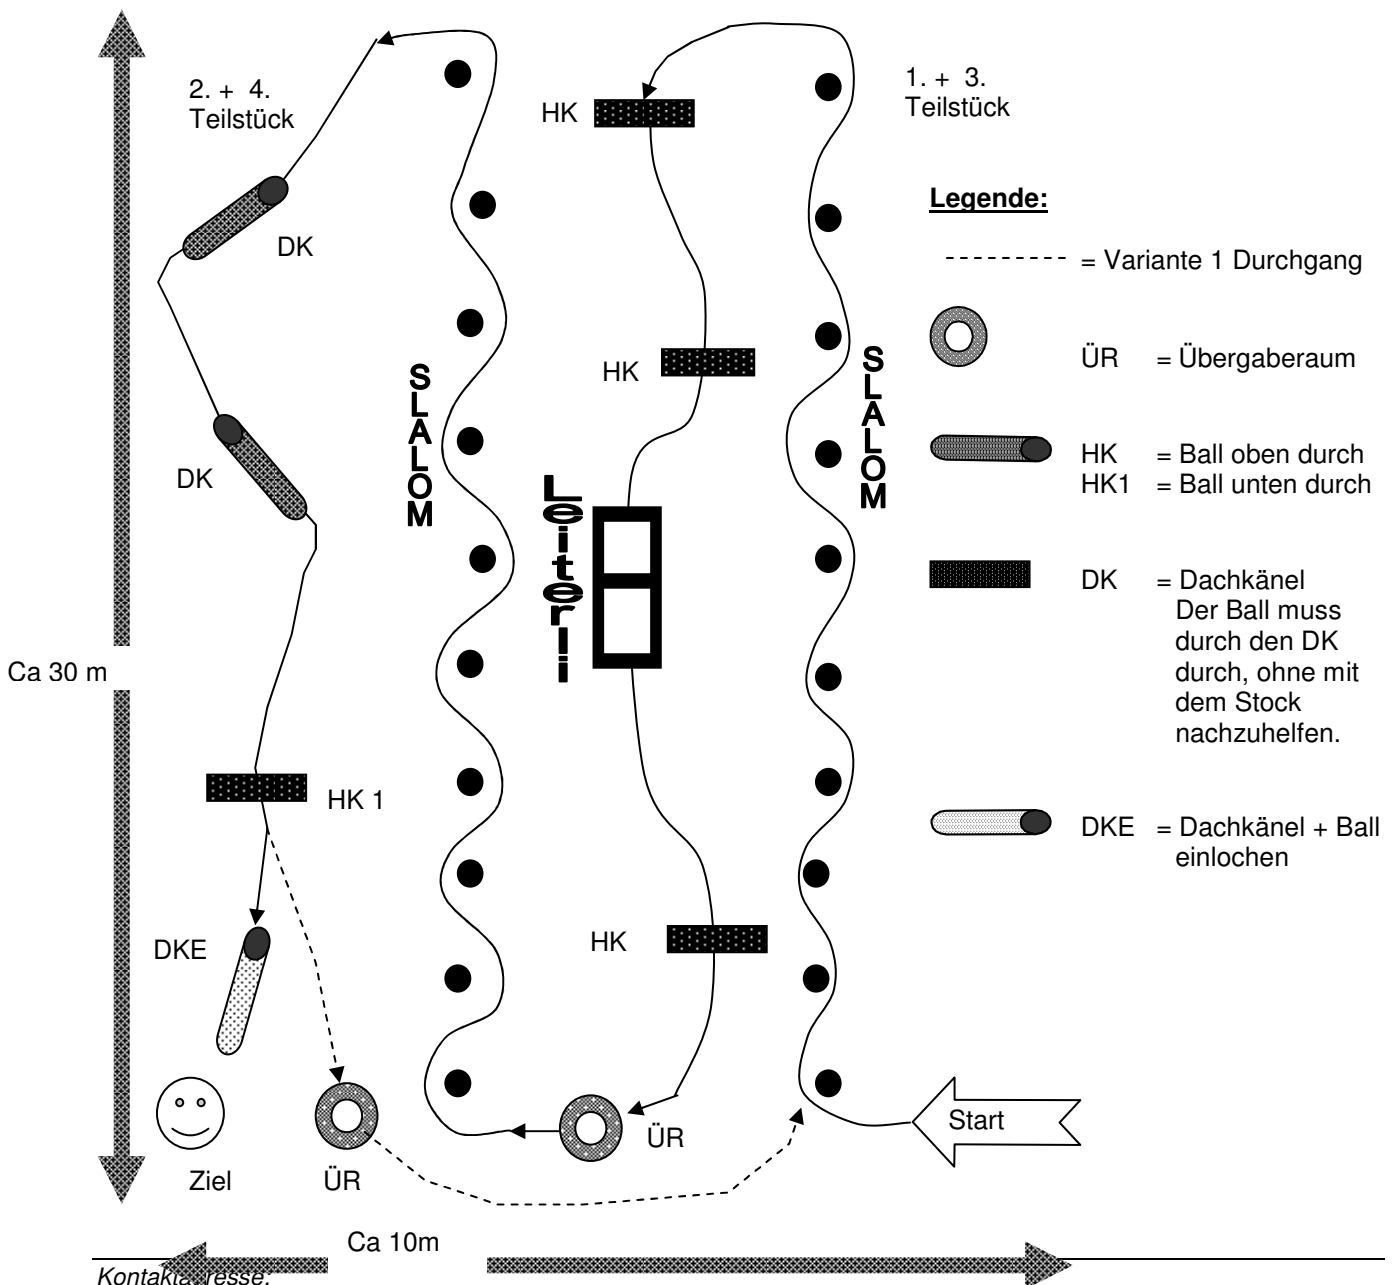 2. + 4.
Teilstück
1. + 3.
Teilstück
HK
DK
Legende:
= Variante 1 Durchgang
SLALOM
HK
SLALOM
ÜR = Übergaberaum
DK
Leiterli
HK = Ball oben durch
HK1 = Ball unten durch
DK = Dachkänel
Der Ball muss
durch den DK
durch, ohne mit
dem Stock
nachzuhelfen.
Ca 30 m
HK 1
DKE = Dachkänel + Ball
einlochen
DKE
HK
Start
ÜR
Ziel
ÜR
Ca 10m
Kontaktadresse: